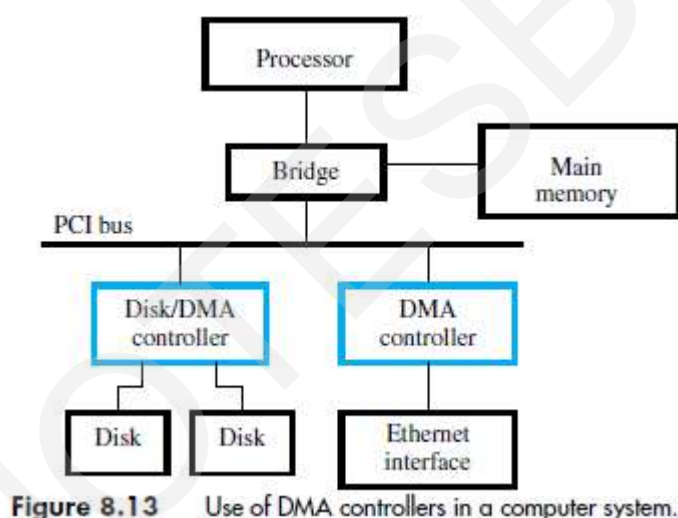 Processor
Bridge
Main
memory
PCI bus
Disk/DMA
controller
DMA
controller
Disk
Disk
Ethernet
interface
Figure 8.13 Use of DMA controllers in a computer system.